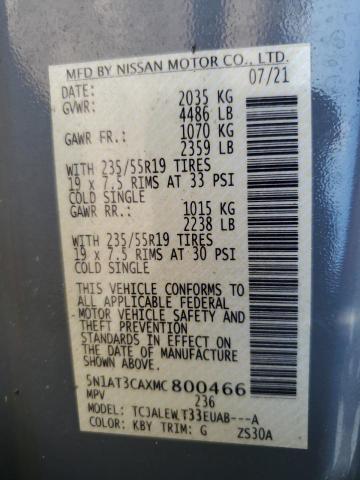 MFD BY NISSAN MOTOR CO., LTD.
DATE: 07/21
GVWR: 2035 KG
4486 LB
GAWR FR: 1070 KG
2359 LB
WITH 235/55R19 TIRES
19 x 7.5 RIMS AT 33 PSI
COLD SINGLE
GAWR RR: 1015 KG
2238 LB
WITH 235/55R19 TIRES
19 x 7.5 RIMS AT 30 PSI
COLD SINGLE
THIS VEHICLE CONFORMS TO
ALL APPLICABLE FEDERAL
MOTOR VEHICLE SAFETY AND
THEFT PREVENTION
STANDARDS IN EFFECT ON
THE DATE OF MANUFACTURE
SHOWN ABOVE.
5N1AT3CAXMC800466
MPV 236
MODEL: TCJALEW,T33EUAB---A
COLOR: KBY TRIM: G ZS30A